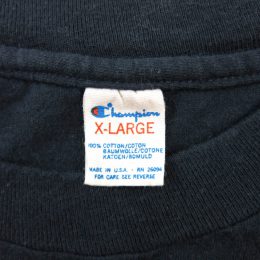 Champion
X-LARGE
100% COTTON/COTON
BAUMWOLLE/COTONE
KATOEN/BOMULD
MADE IN U.S.A. - RN 26094
FOR CARE SEE REVERSE